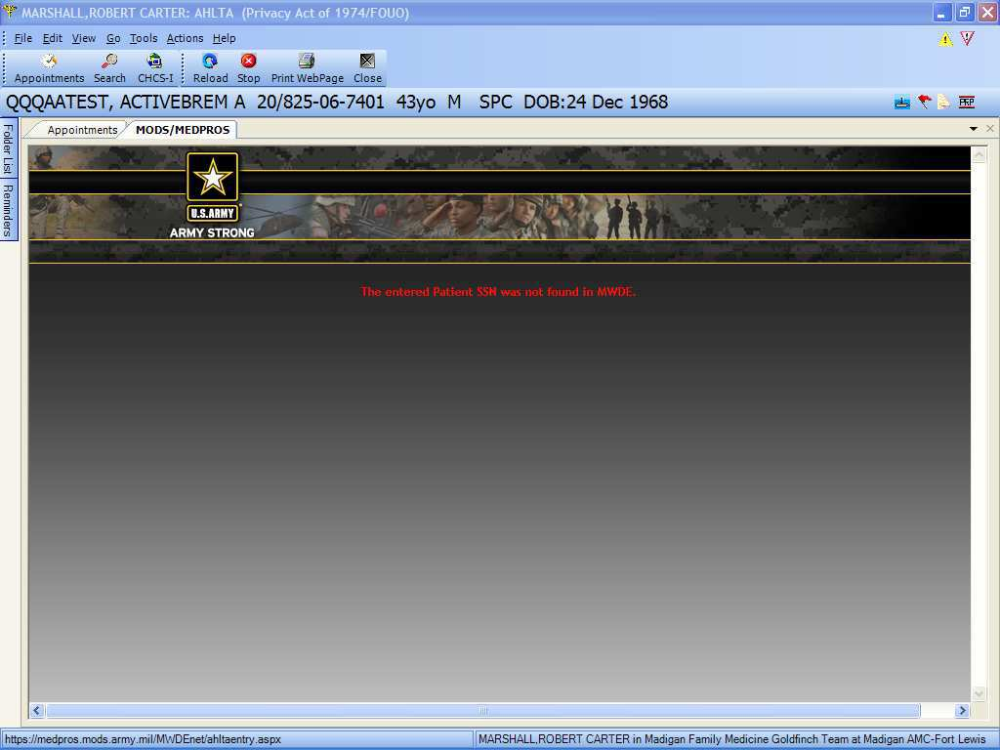 MARSHALL,ROBERT CARTER: AHLTA (Privacy Act of 1974/FOUO)
File Edit View Go Tools Actions Help
Appointments Search CHCS-I Reload Stop Print WebPage Close
QQQAATEST, ACTIVEBREM A 20/825-06-7401 43yo M SPC DOB:24 Dec 1968
Appointments MODS/MEDPROS
Folder List
Reminders
U.S.ARMY
ARMY STRONG
The entered Patient SSN was not found in MWDE.
https://medpros.mods.army.mil/MWDEnet/ahltaentry.aspx MARSHALL,ROBERT CARTER in Madigan Family Medicine Goldfinch Team at Madigan AMC-Fort Lewis